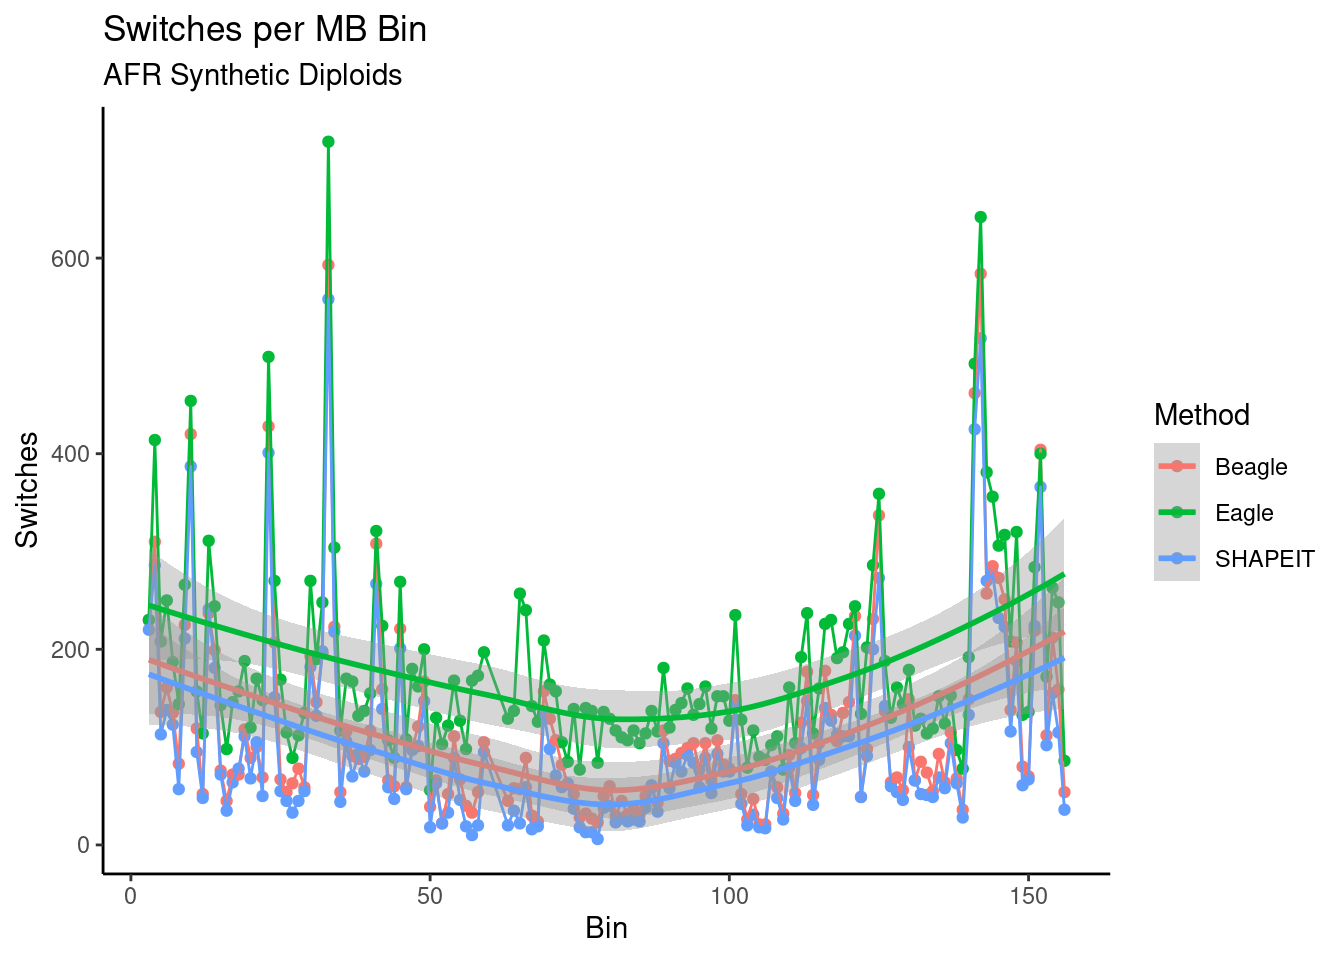 Switches per MB Bin
AFR Synthetic Diploids
Switches
600
400
200
0
0
50
100
150
Bin
Method
Beagle
Eagle
SHAPEIT